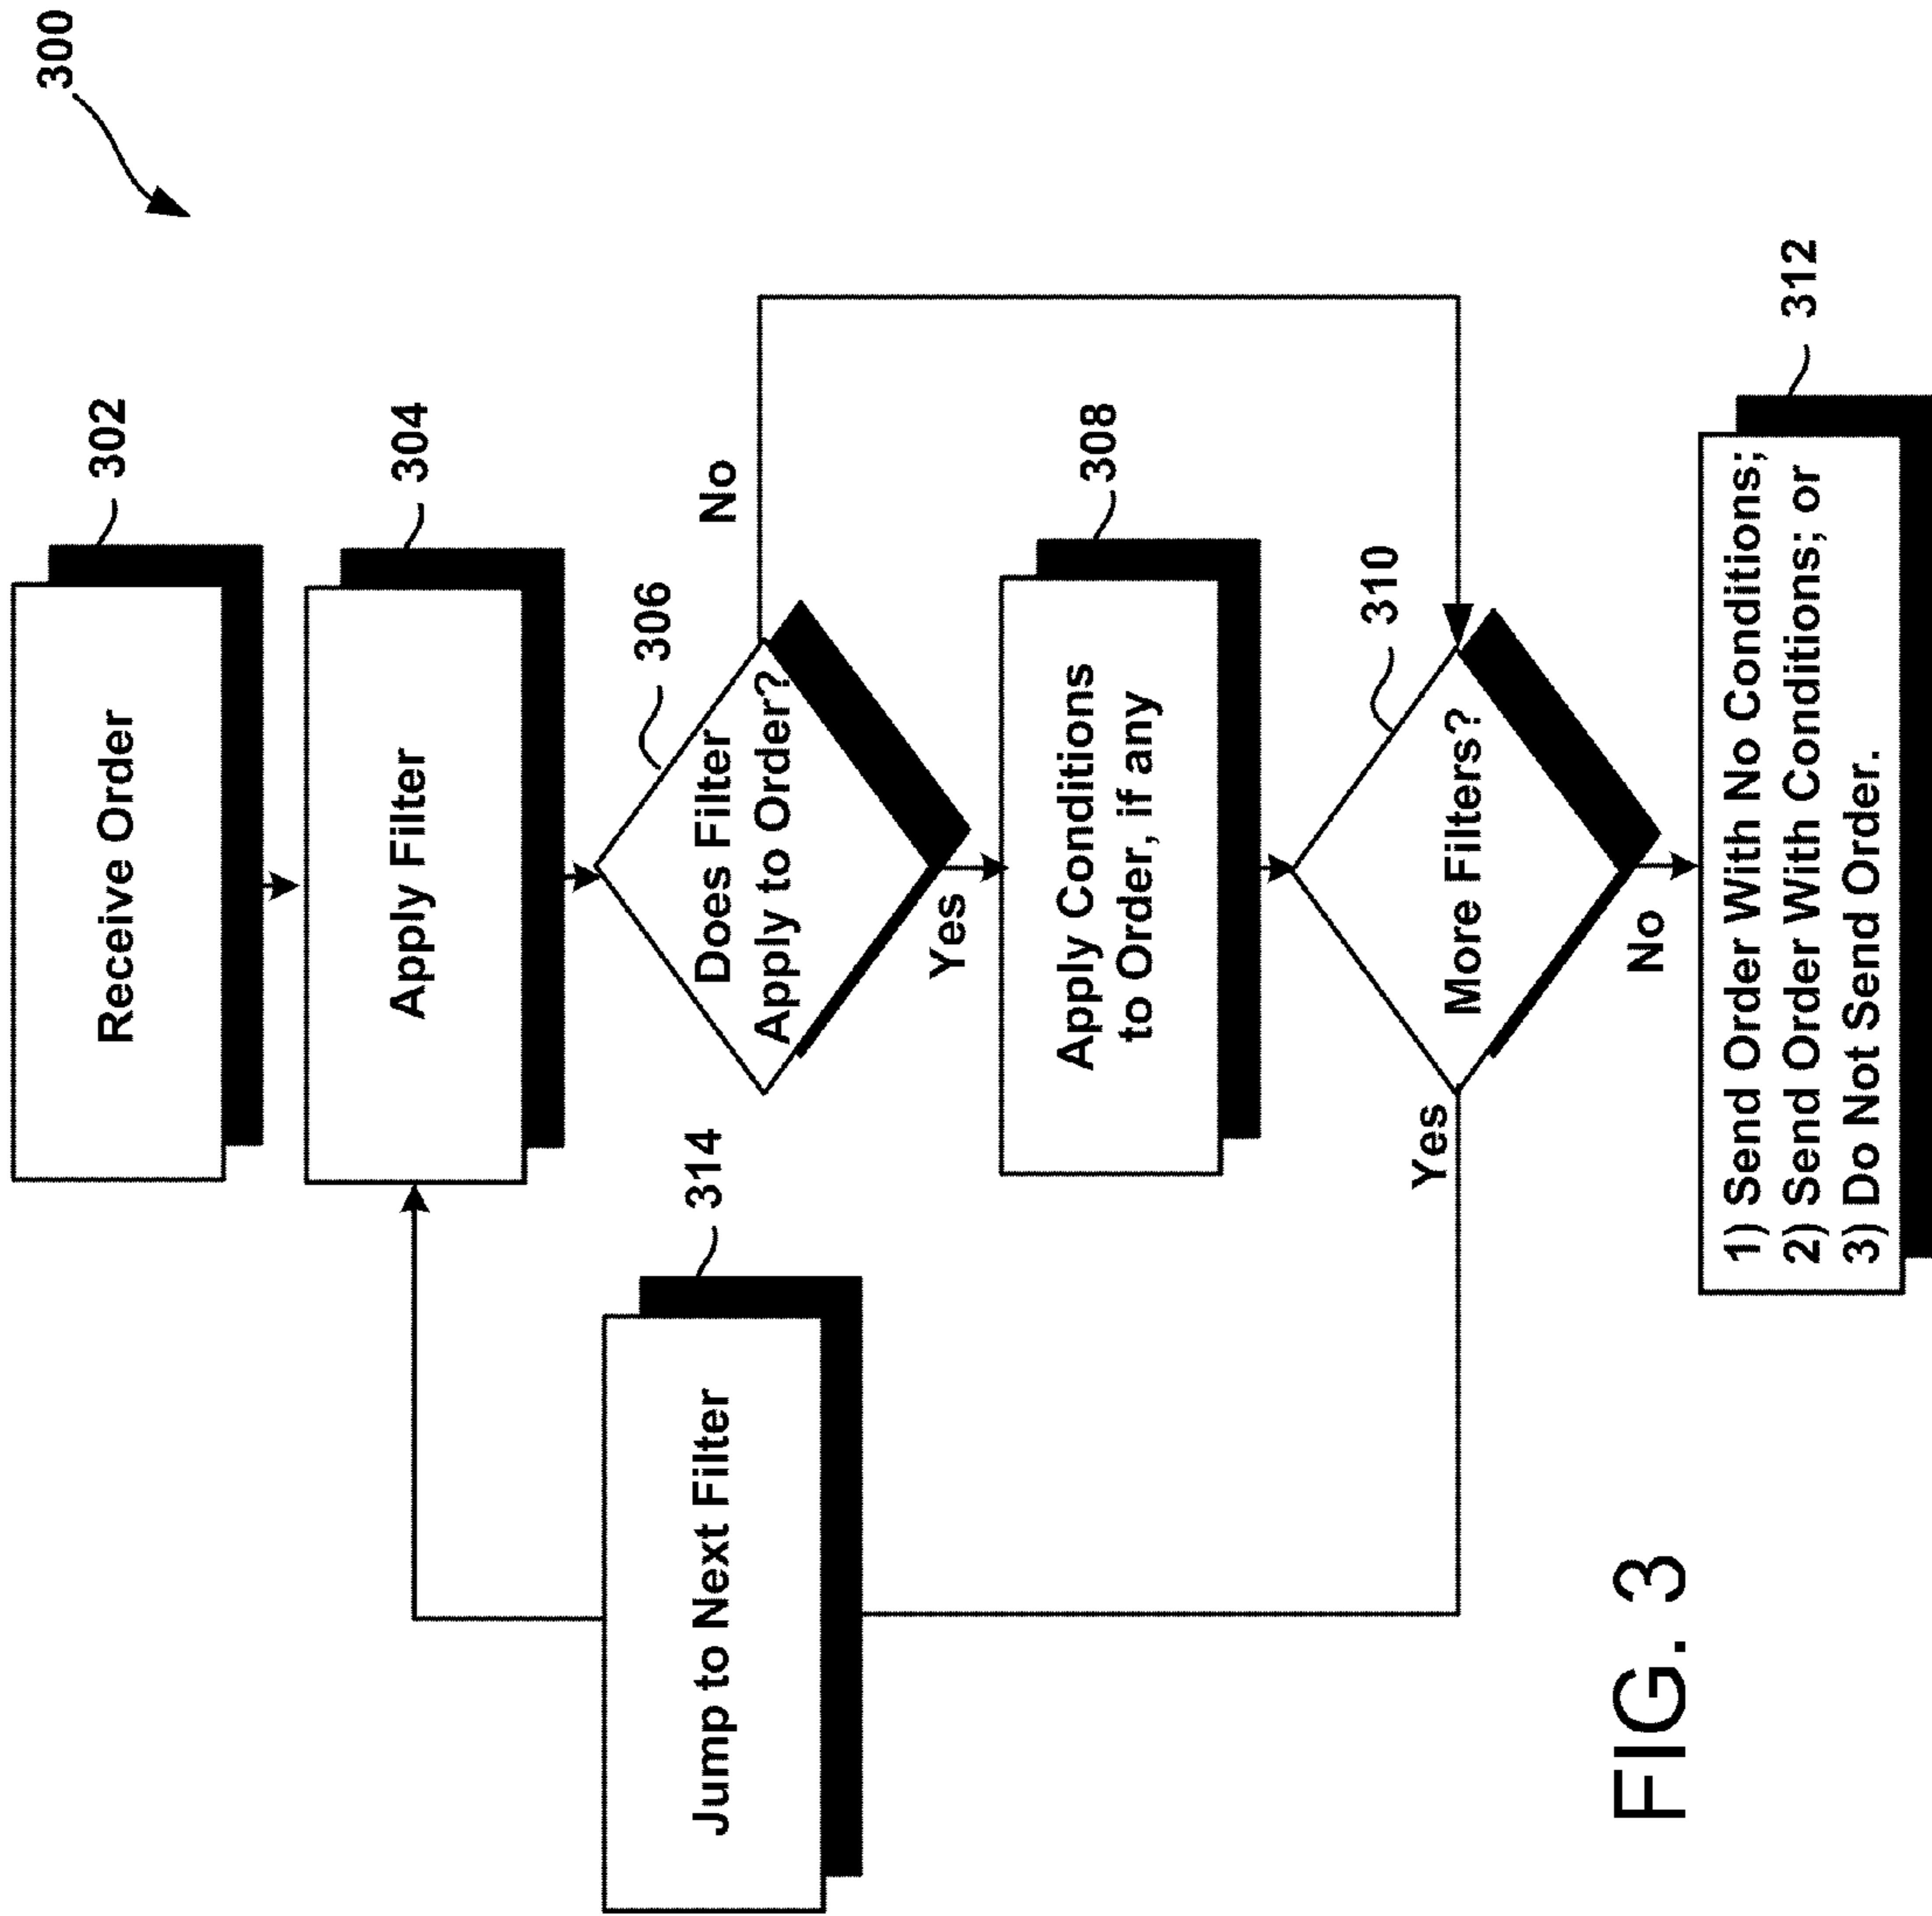 300
Receive Order
302
Apply Filter
304
Does Filter
Apply to Order?
306
No
Yes
Apply Conditions
to Order, if any
308
More Filters?
310
Yes
No
Jump to Next Filter
314
1) Send Order With No Conditions;
2) Send Order With Conditions; or
3) Do Not Send Order.
312
FIG. 3